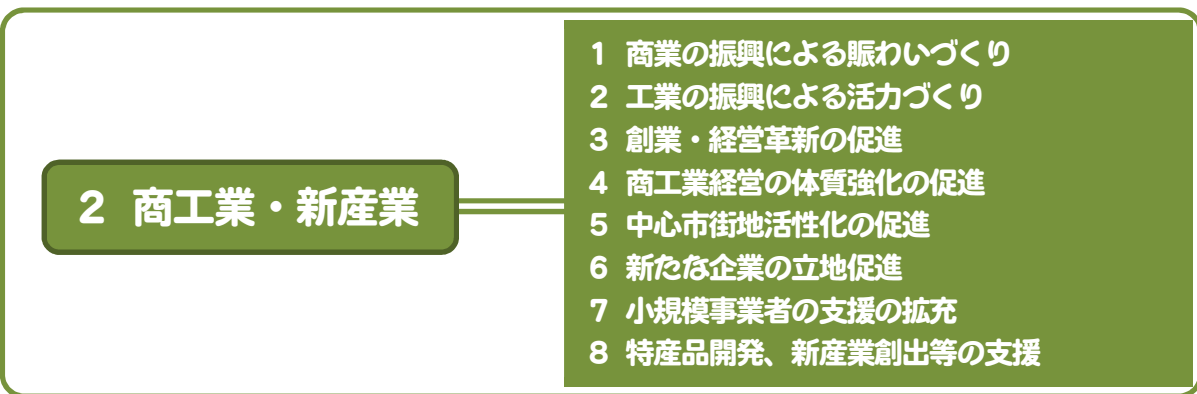 2 商工業・新産業
1 商業の振興による賑わいづくり
2 工業の振興による活力づくり
3 創業・経営革新の促進
4 商工業経営の体質強化の促進
5 中心市街地活性化の促進
6 新たな企業の立地促進
7 小規模事業者の支援の拡充
8 特産品開発、新産業創出等の支援